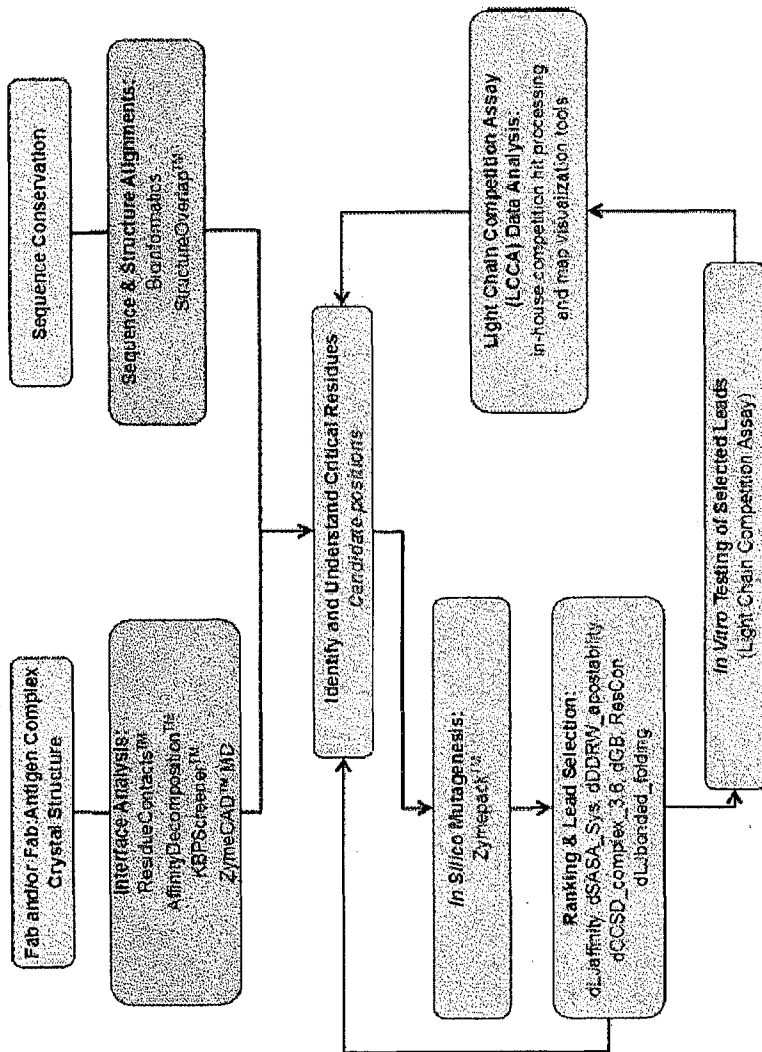 Fab and/or Fab Antigen Complex
Crystal Structure
Sequence Conservation
Interface Analysis:
ResidueContacts™
AffinityDecomposition™
KBPScreener™
ZymeCAD™ MD
Sequence & Structure Alignments:
Bioinformatics
StructureOverlap™
Identify and Understand Critical Residues
Candidate positions
In Silico Mutagenesis:
Zymepack™
Ranking & Lead Selection:
dLJaffinity, dSASA_Sys, dDDRW_apostability,
dCCSD_complex_3.6, dGB, ResCon
dLJbonded_folding
Light Chain Competition Assay
(LCCA) Data Analysis:
in-house competition hit processing
and map visualization tools
In Vitro Testing of Selected Leads
(Light Chain Competition Assay)